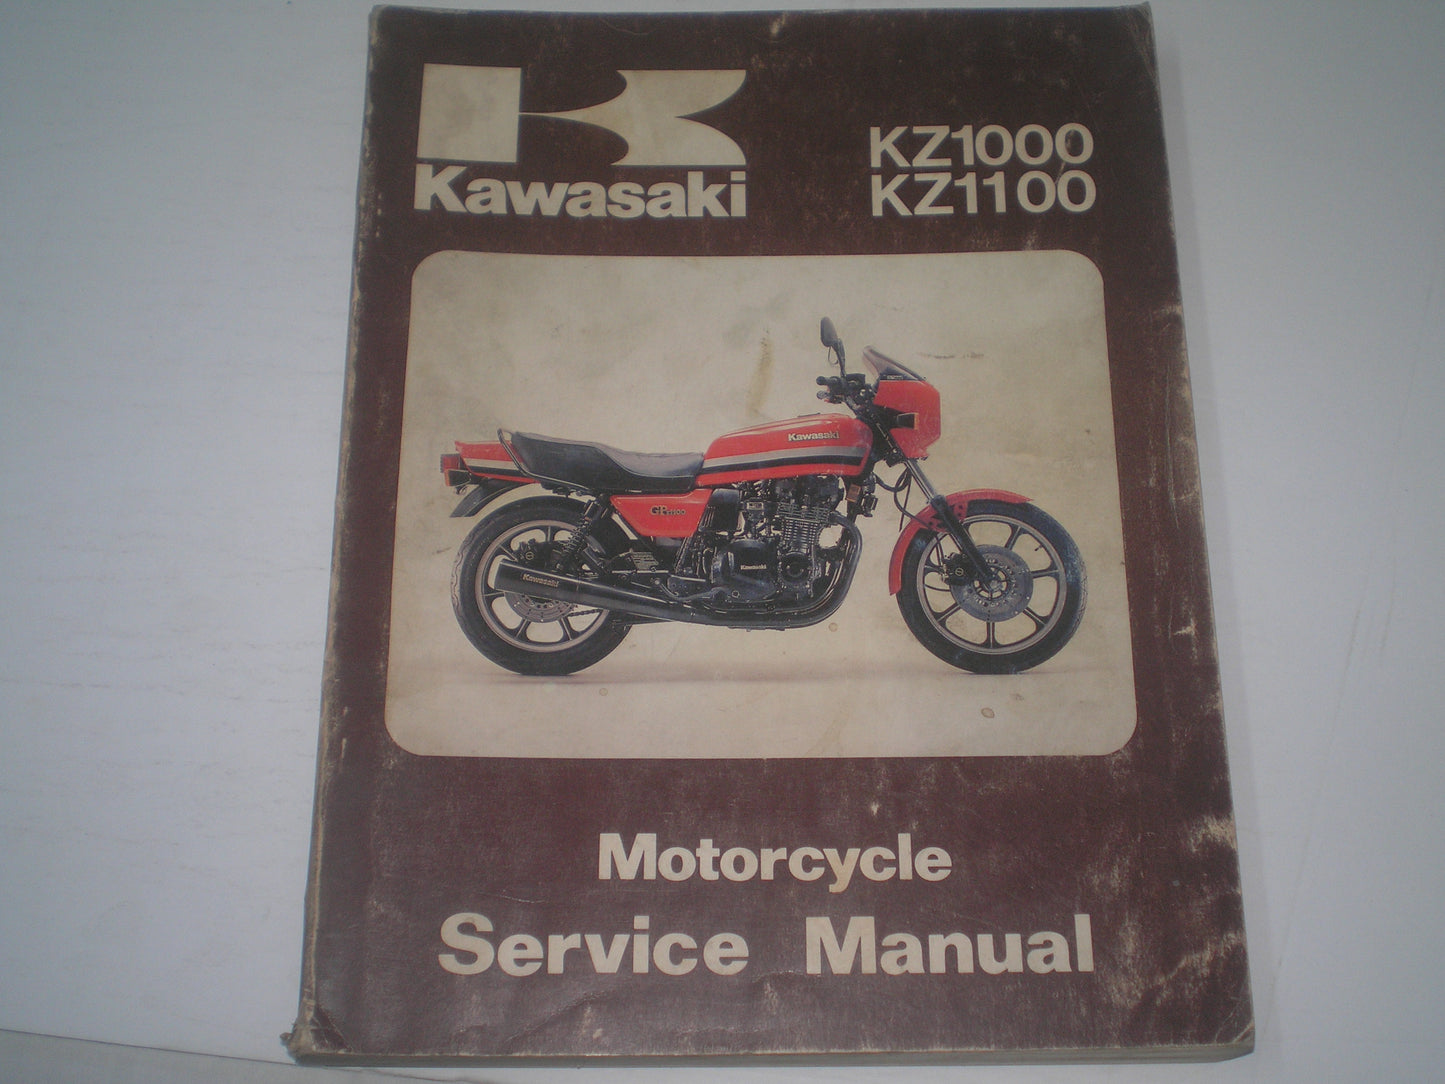 Kawasaki
KZ1000
KZ1100
Kawasaki
GPz1100
Kawasaki
Kawasaki
Motorcycle
Service Manual